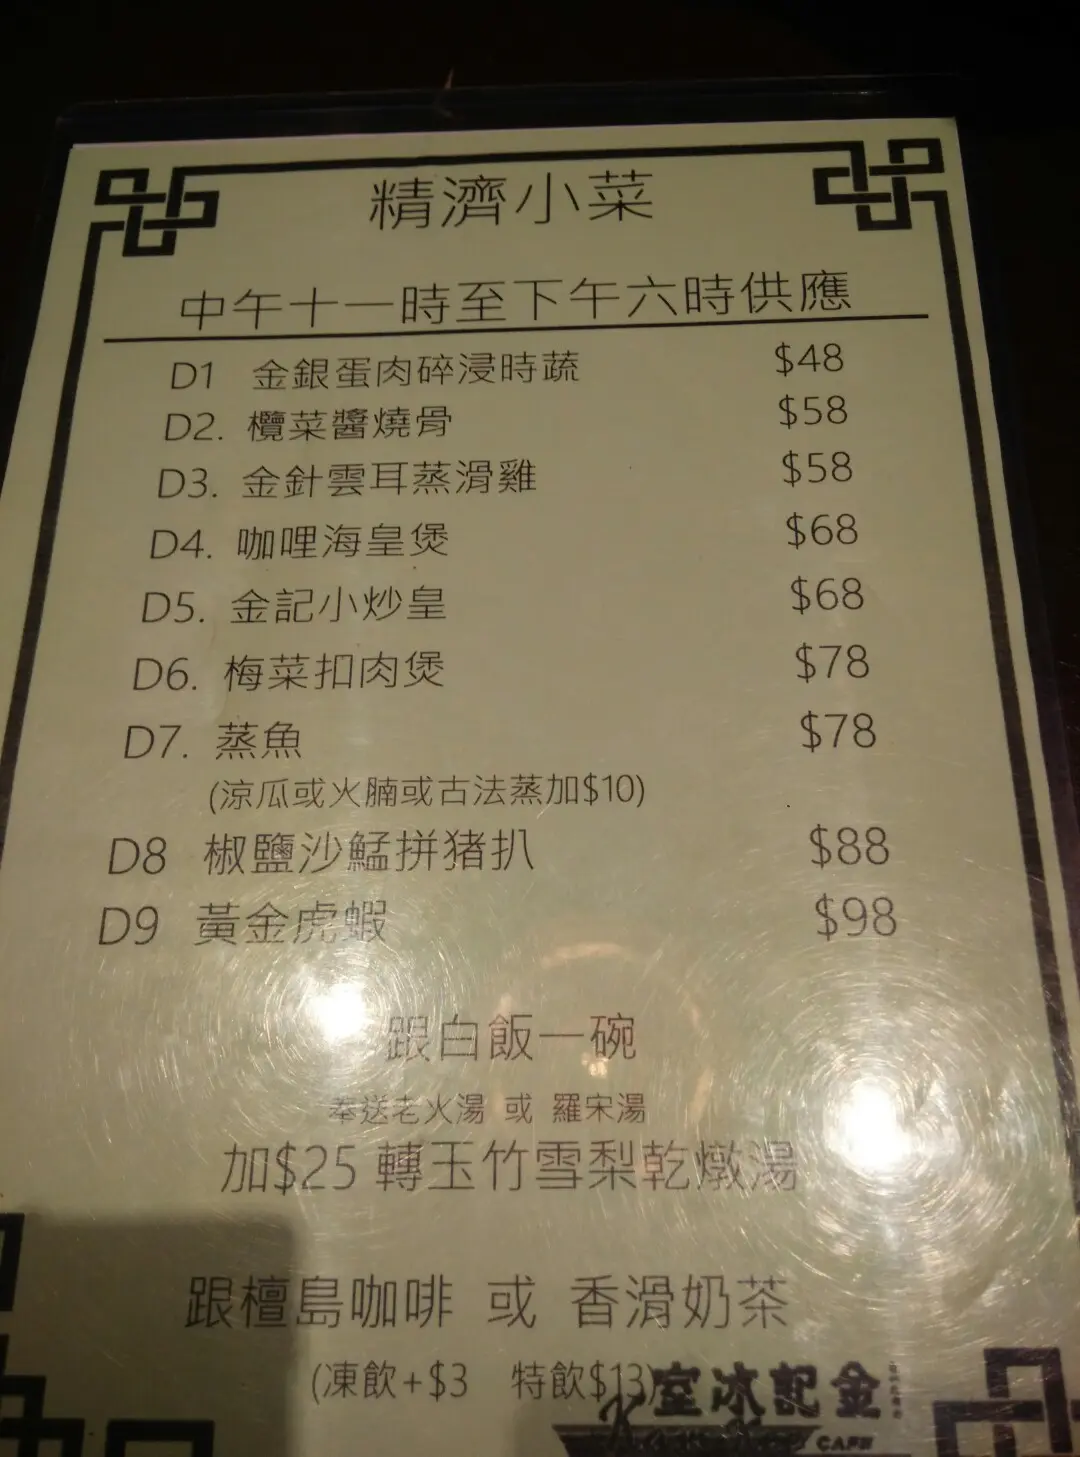 精濟小菜
中午十一時至下午六時供應
D1 金銀蛋肉碎浸時蔬 $48
D2. 欖菜醬燒骨 $58
D3. 金針雲耳蒸滑雞 $58
D4. 咖哩海皇煲 $68
D5. 金記小炒皇 $68
D6. 梅菜扣肉煲 $78
D7. 蒸魚 $78
(涼瓜或火腩或古法蒸加$10)
D8 椒鹽沙鯭拼猪扒 $88
D9 黃金虎蝦 $98
跟白飯一碗
奉送老火湯 或 羅宋湯
加$25 轉玉竹雪梨乾燉湯
跟檀島咖啡 或 香滑奶茶
(凍飲+$3 特飲$13)
室冰記金
CAFE